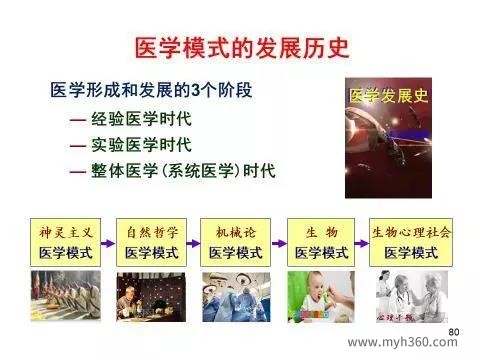 医学模式的发展历史
医学形成和发展的3个阶段
— 经验医学时代
— 实验医学时代
— 整体医学(系统医学)时代
医学发展史
神灵主义
医学模式
自然哲学
医学模式
机械论
医学模式
生 物
医学模式
生物心理社会
医学模式
心理干预
80
www.myh360.com